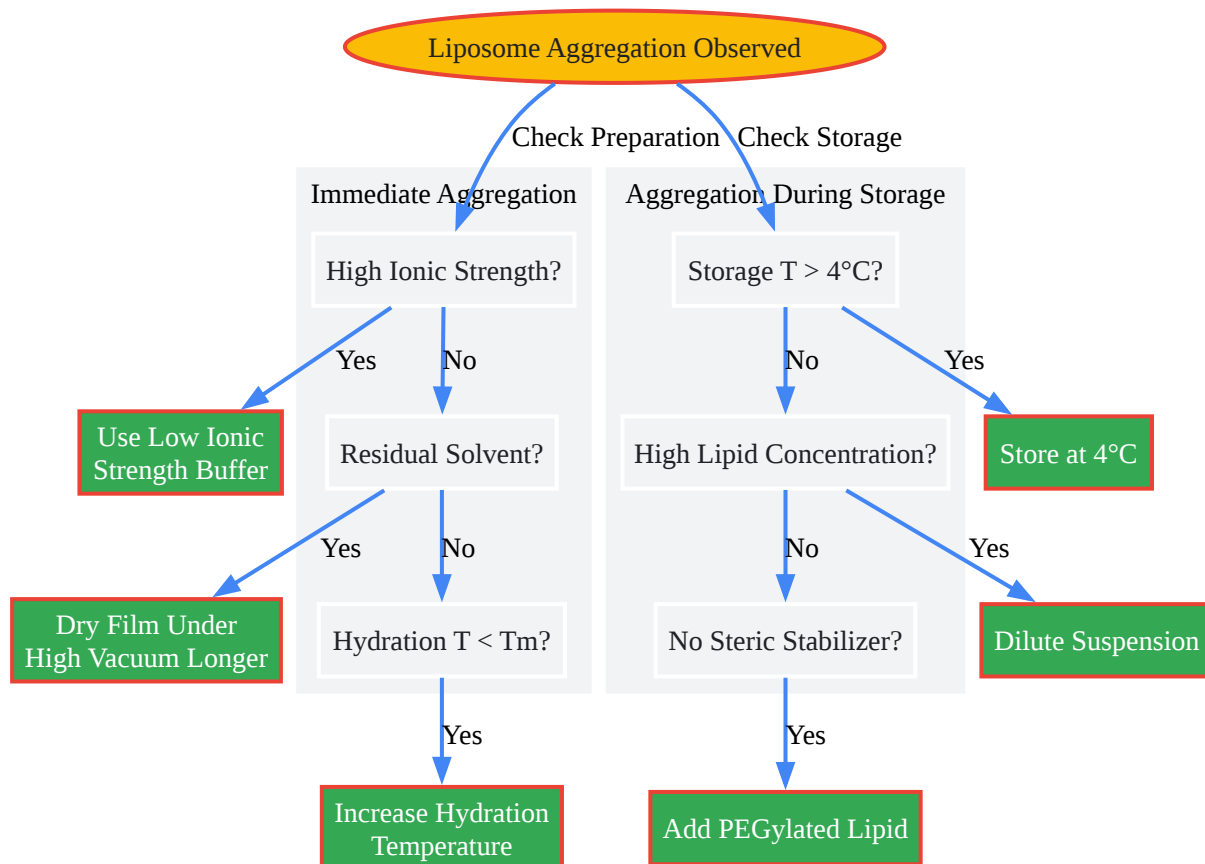 Liposome Aggregation Observed
Check Preparation
Check Storage
Immediate Aggregation
Aggregation During Storage
High Ionic Strength?
Storage T > 4°C?
Yes
No
No
Yes
Use Low Ionic
Strength Buffer
Residual Solvent?
High Lipid Concentration?
Store at 4°C
Yes
No
No
Yes
Dry Film Under
High Vacuum Longer
Hydration T < Tm?
No Steric Stabilizer?
Dilute Suspension
Yes
Yes
Increase Hydration
Temperature
Add PEGylated Lipid